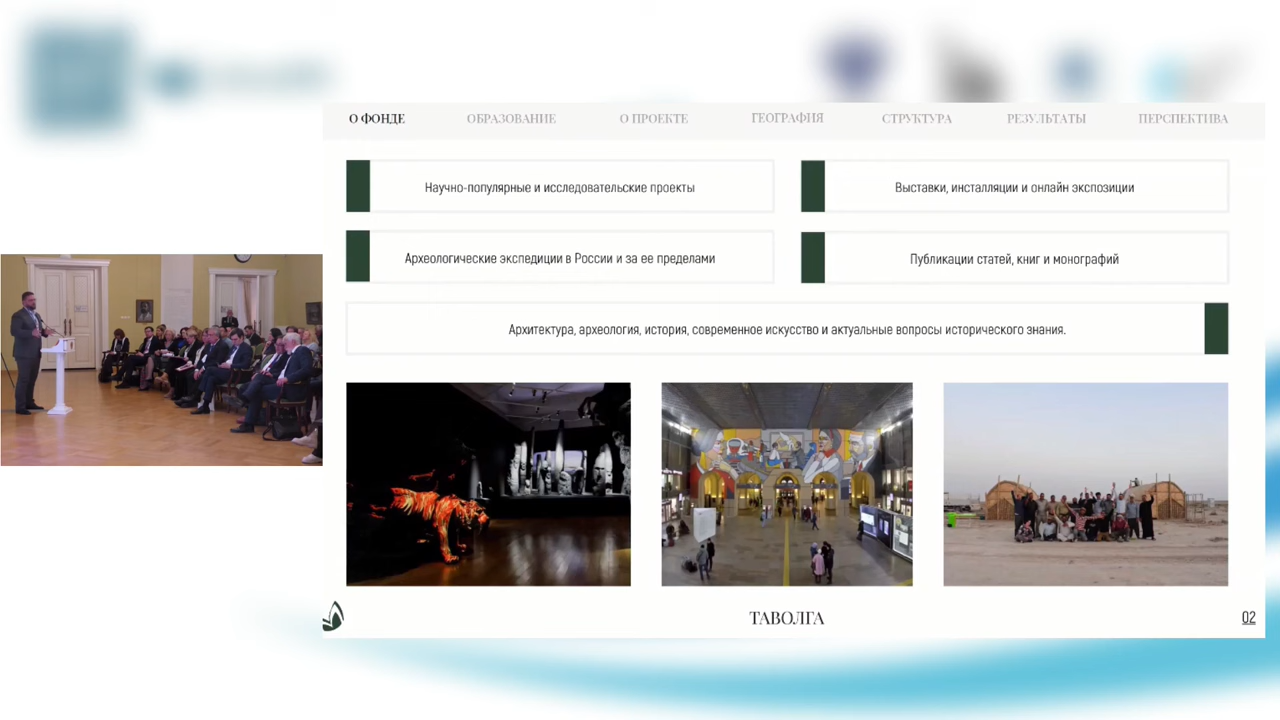 О ФОНДЕ
ОБРАЗОВАНИЕ
О ПРОЕКТЕ
ГЕОГРАФИЯ
СТРУКТУРА
РЕЗУЛЬТАТЫ
ПЕРСПЕКТИВА
Научно-популярные и исследовательские проекты
Выставки, инсталляции и онлайн экспозиции
Археологические экспедиции в России и за ее пределами
Публикации статей, книг и монографий
Архитектура, археология, история, современное искусство и актуальные вопросы исторического знания.
ТАВОЛГА
02